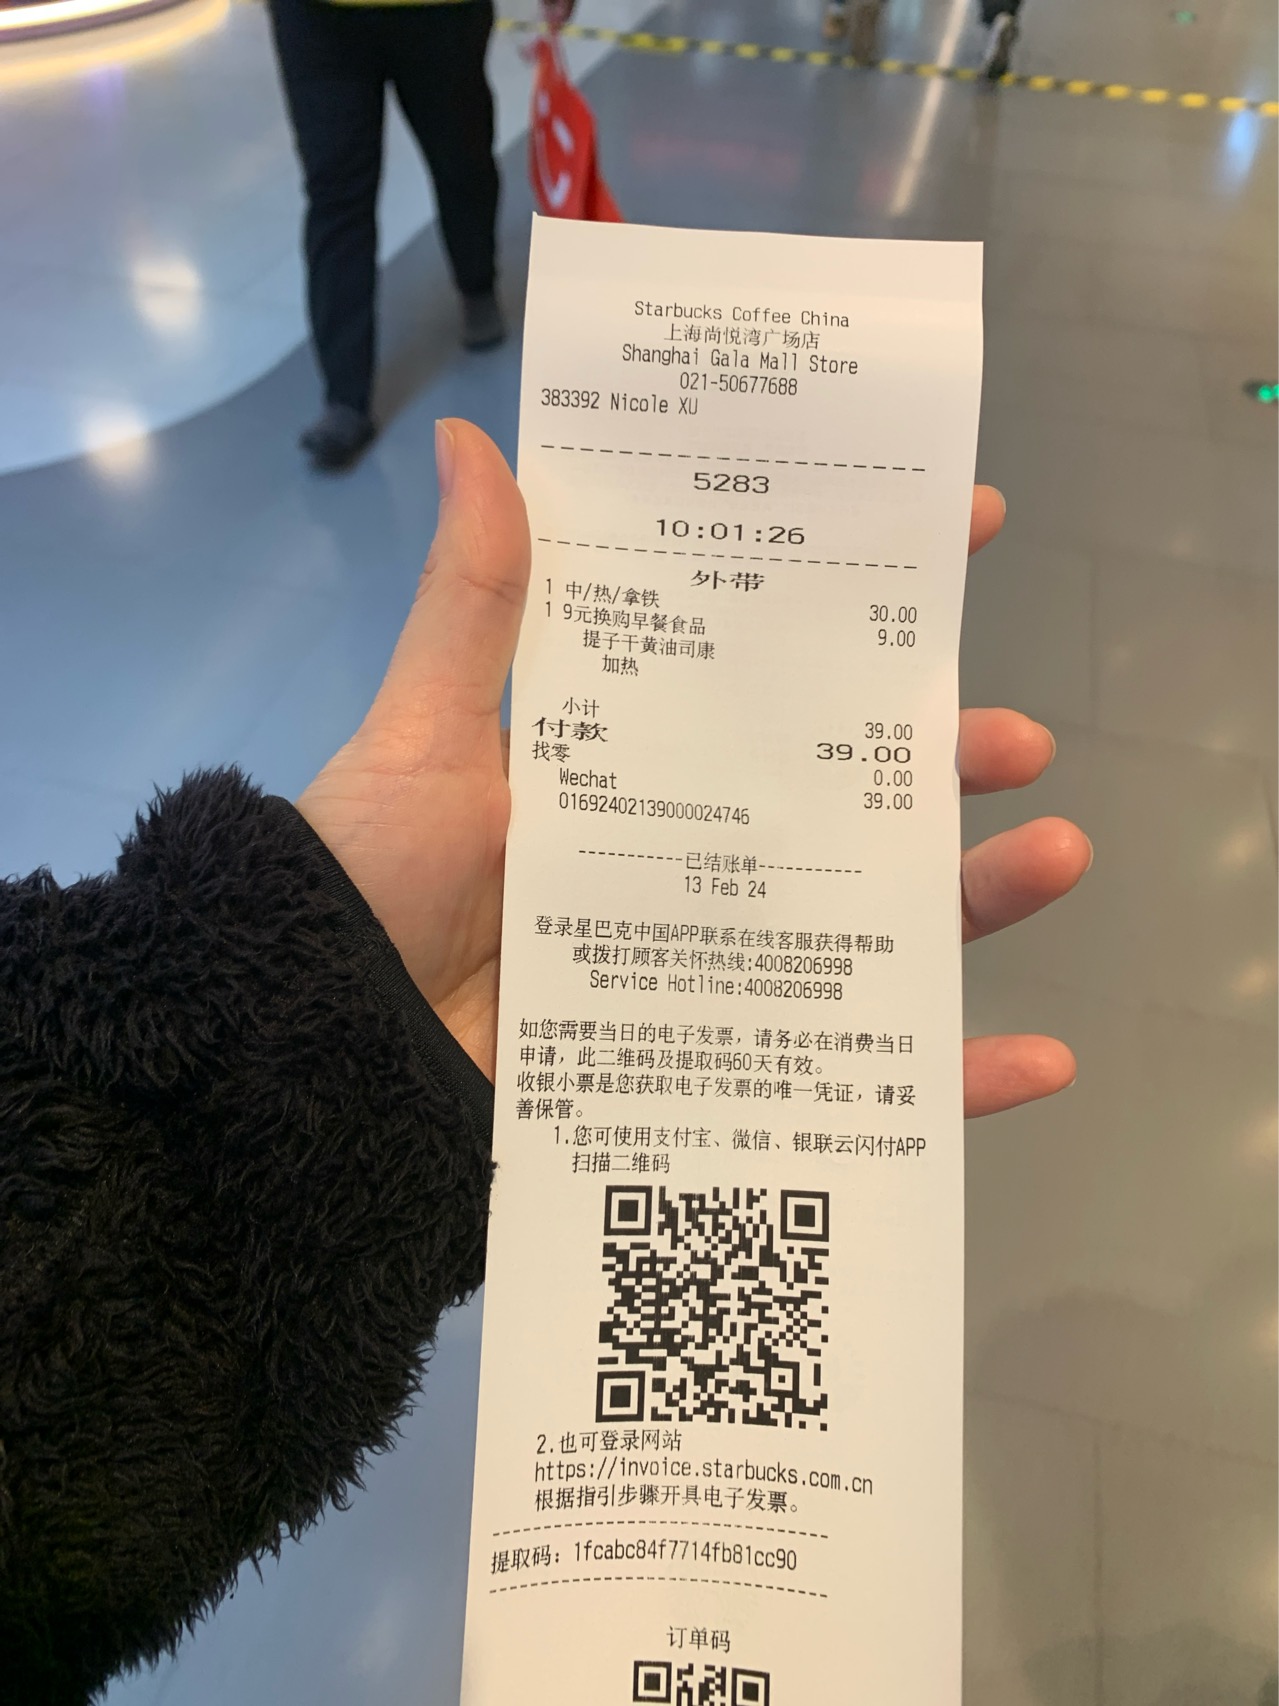 Starbucks Coffee China
上海尚悦湾广场店
Shanghai Gala Mall Store
021-50677688
383392 Nicole XU
5283
10:01:26
外带
1 中/热/拿铁 30.00
1 9元换购早餐食品 9.00
提子干黄油司康
加热
小计 39.00
付款 39.00
找零 0.00
Wechat 39.00
01692402139000024746
-----------已结账单-----------
13 Feb 24
登录星巴克中国APP联系在线客服获得帮助
或拨打顾客关怀热线:4008206998
Service Hotline:4008206998
如您需要当日的电子发票，请务必在消费当日
申请，此二维码及提取码60天有效。
收银小票是您获取电子发票的唯一凭证，请妥
善保管。
1.您可使用支付宝、微信、银联云闪付APP
扫描二维码
2.也可登录网站
https://invoice.starbucks.com.cn
根据指引步骤开具电子发票。
提取码：1fcabc84f7714fb81cc90
订单码